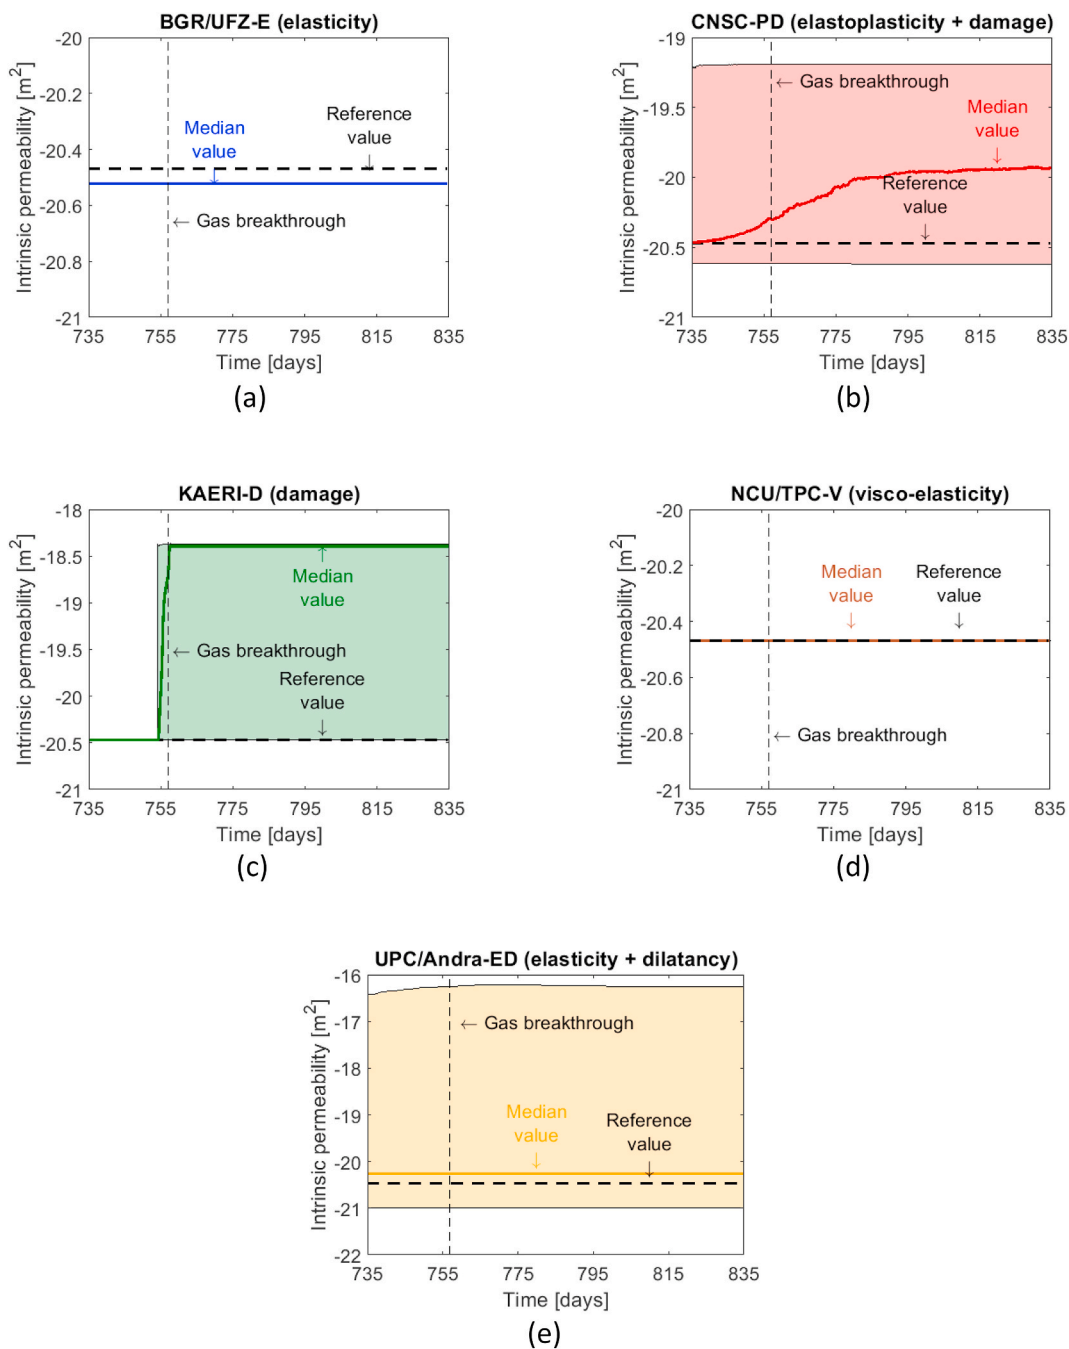 BGR/UFZ-E (elasticity)
Intrinsic permeability [m²]
-20
-20.2
-20.4
-20.6
-20.8
-21
Reference
value
Median
value
← Gas breakthrough
735 755 775 795 815 835
Time [days]
(a)
CNSC-PD (elastoplasticity + damage)
Intrinsic permeability [m²]
-19
-19.5
-20
-20.5
-21
← Gas breakthrough
Median
value
Reference
value
735 755 775 795 815 835
Time [days]
(b)
KAERI-D (damage)
Intrinsic permeability [m²]
-18
-18.5
-19
-19.5
-20
-20.5
-21
Median
value
← Gas breakthrough
Reference
value
735 755 775 795 815 835
Time [days]
(c)
NCU/TPC-V (visco-elasticity)
Intrinsic permeability [m²]
-20
-20.2
-20.4
-20.6
-20.8
-21
Median
value
Reference
value
← Gas breakthrough
735 755 775 795 815 835
Time [days]
(d)
UPC/Andra-ED (elasticity + dilatancy)
Intrinsic permeability [m²]
-16
-17
-18
-19
-20
-21
-22
← Gas breakthrough
Median
value
Reference
value
735 755 775 795 815 835
Time [days]
(e)